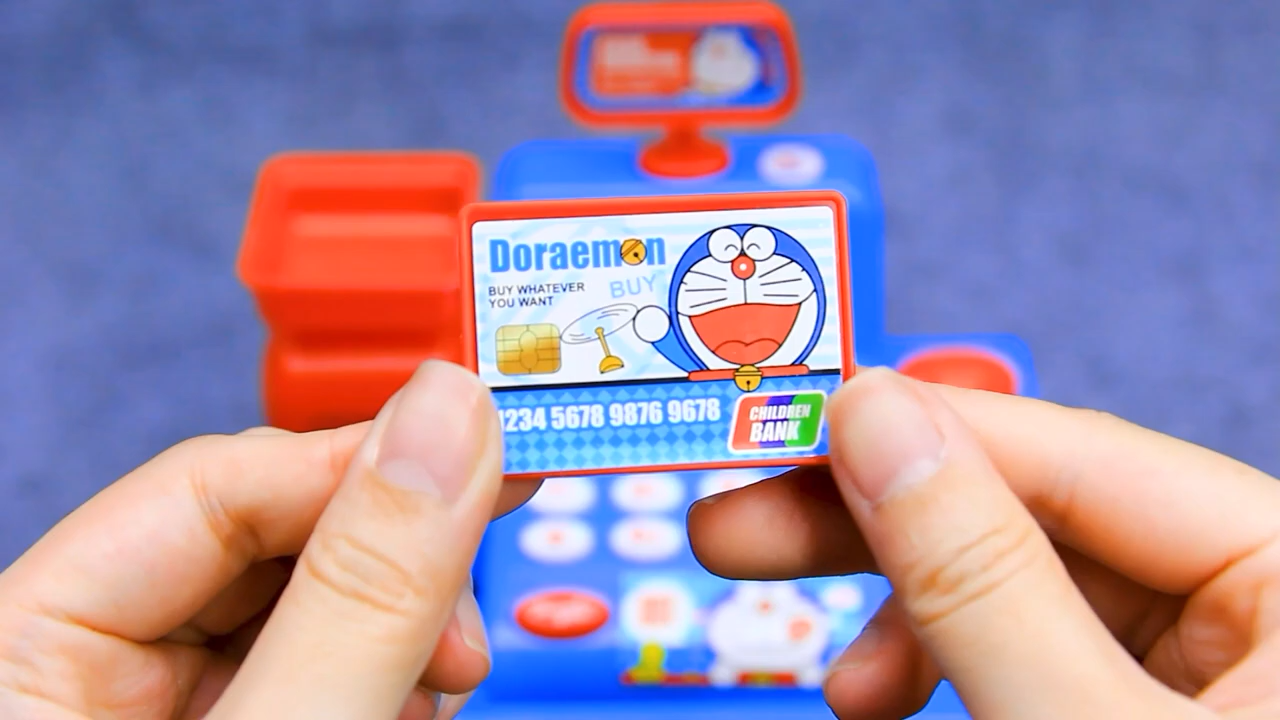 Doraemon
BUY WHATEVER
YOU WANT
BUY
1234 5678 9876 9678
CHILDREN
BANK